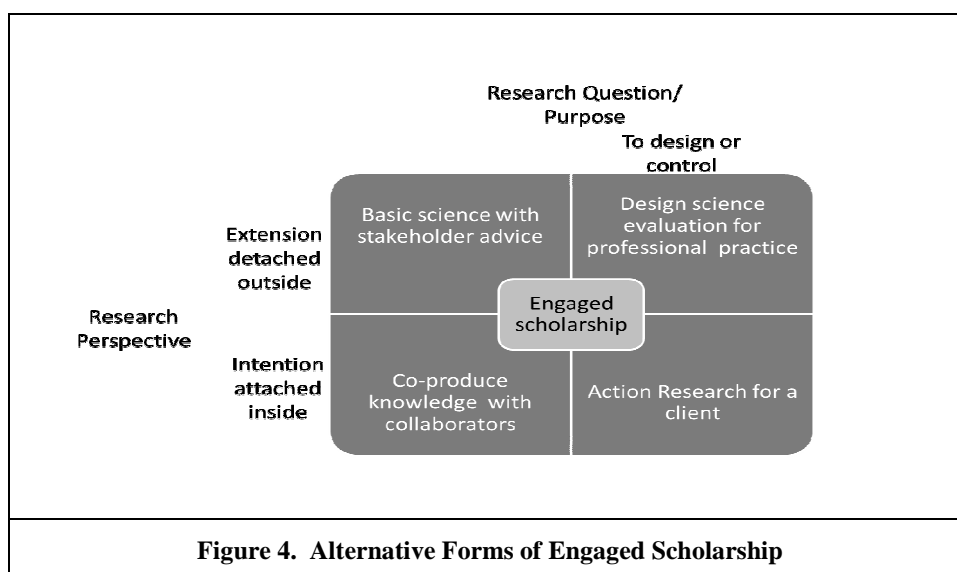 Research Question/
Purpose
To design or
control
Basic science with
stakeholder advice
Design science
evaluation for
professional practice
Extension
detached
outside
Engaged
scholarship
Research
Perspective
Intention
attached
inside
Co-produce
knowledge with
collaborators
Action Research for a
client
Figure 4. Alternative Forms of Engaged Scholarship